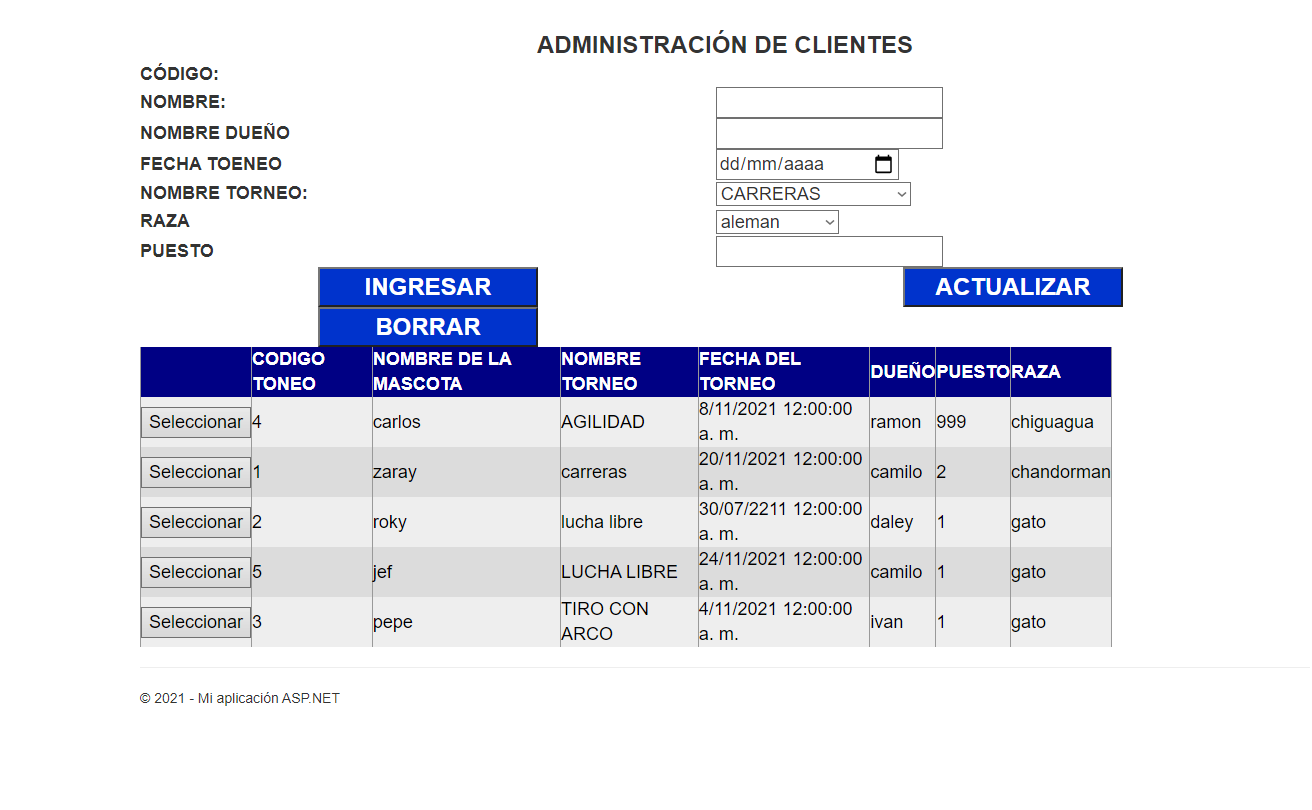 ADMINISTRACIÓN DE CLIENTES
CÓDIGO:
NOMBRE:
NOMBRE DUEÑO
FECHA TOENEO dd/mm/aaaa
NOMBRE TORNEO: CARRERAS
RAZA aleman
PUESTO
INGRESAR ACTUALIZAR
BORRAR
CODIGO TONEO NOMBRE DE LA MASCOTA NOMBRE TORNEO FECHA DEL TORNEO DUEÑO PUESTO RAZA
Seleccionar 4 carlos AGILIDAD 8/11/2021 12:00:00 a. m. ramon 999 chiguagua
Seleccionar 1 zaray carreras 20/11/2021 12:00:00 a. m. camilo 2 chandorman
Seleccionar 2 roky lucha libre 30/07/2211 12:00:00 a. m. daley 1 gato
Seleccionar 5 jef LUCHA LIBRE 24/11/2021 12:00:00 a. m. camilo 1 gato
Seleccionar 3 pepe TIRO CON ARCO 4/11/2021 12:00:00 a. m. ivan 1 gato
© 2021 - Mi aplicación ASP.NET